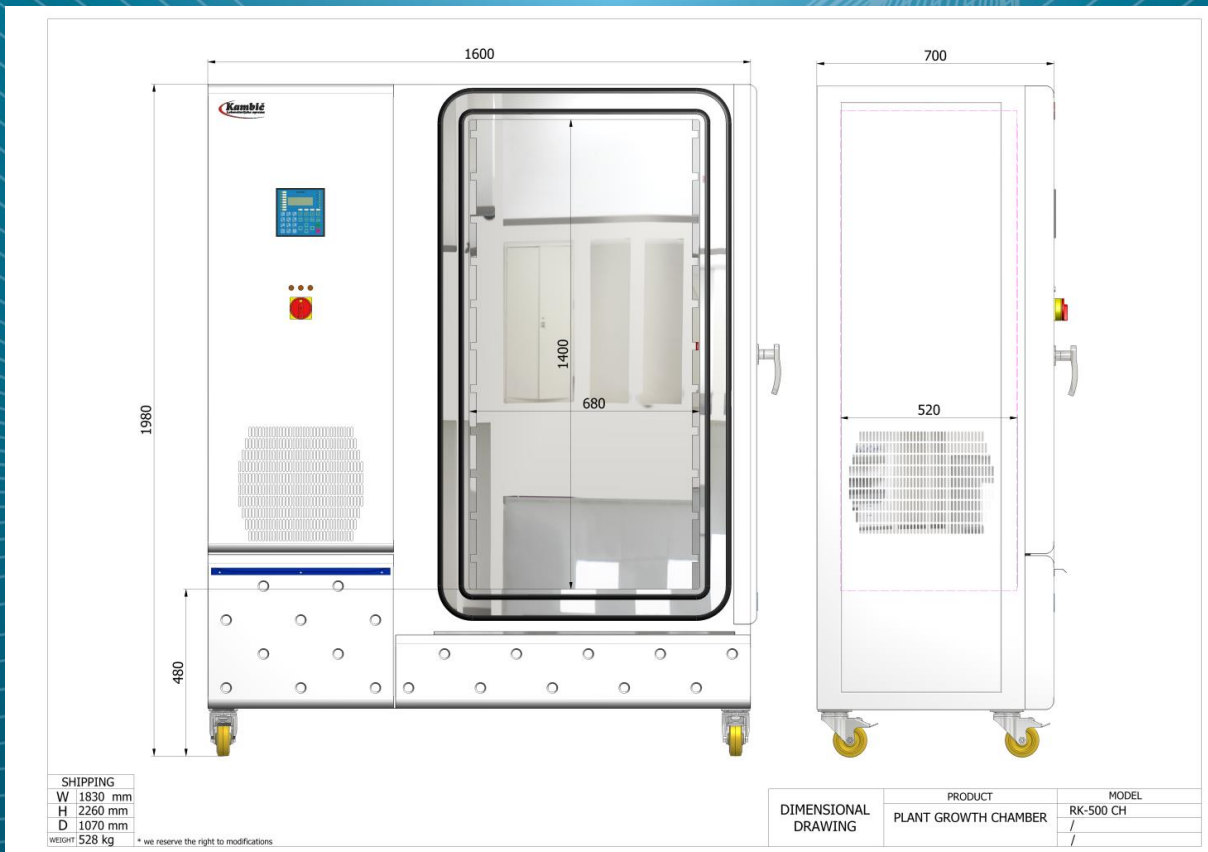 1600
700
Kambič
1980
1400
680
520
480
SHIPPING
W 1830 mm
H 2260 mm
D 1070 mm
WEIGHT 528 kg
* we reserve the right to modifications
DIMENSIONAL
DRAWING
PRODUCT
PLANT GROWTH CHAMBER
MODEL
RK-500 CH
/
/